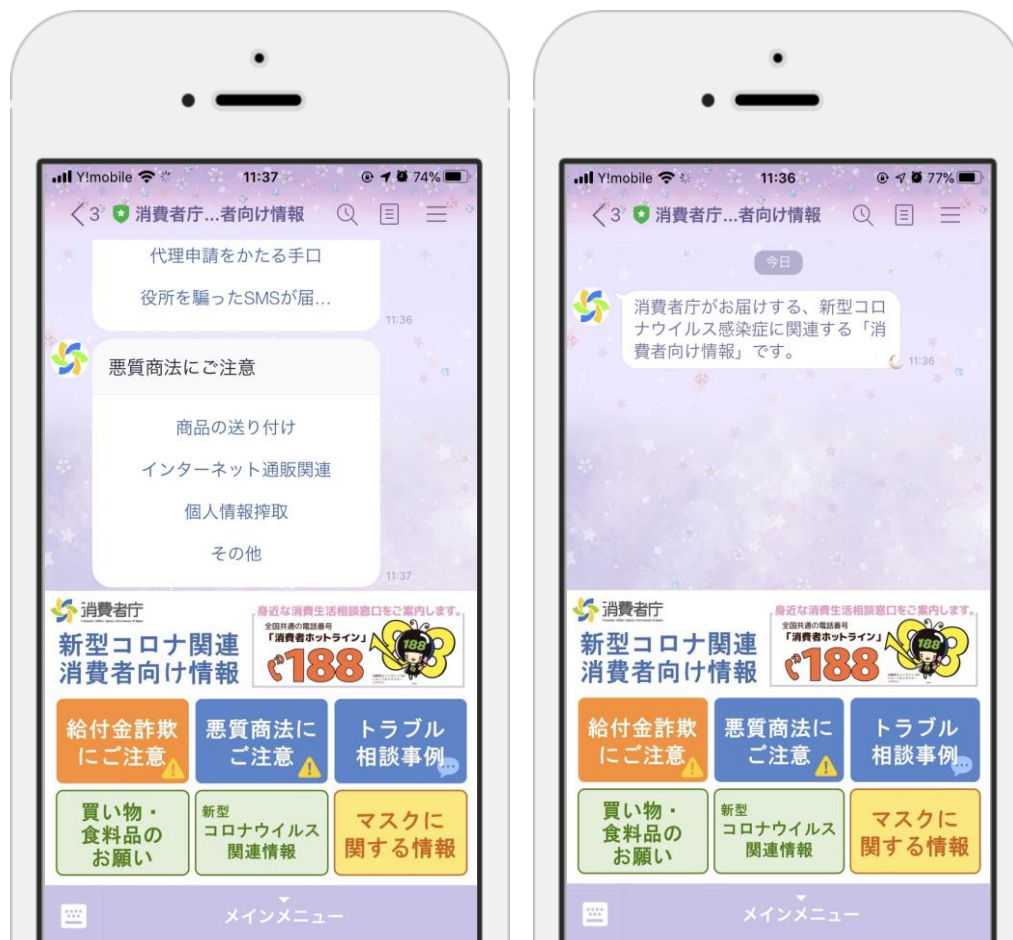 Y!mobile
11:37
74%
3
消費者庁...者向け情報
代理申請をかたる手口
役所を騙ったSMSが届...
11:36
悪質商法にご注意
商品の送り付け
インターネット通販関連
個人情報搾取
その他
11:37
消費者庁
新型コロナ関連
消費者向け情報
身近な消費生活相談窓口をご案内します。
全国共通の電話番号
「消費者ホットライン」
188
188
給付金詐欺
にご注意
悪質商法に
ご注意
トラブル
相談事例
買い物・
食料品の
お願い
新型
コロナウイルス
関連情報
マスクに
関する情報
メインメニュー
Y!mobile
11:36
77%
3
消費者庁...者向け情報
今日
消費者庁がお届けする、新型コロ
ナウイルス感染症に関連する「消
費者向け情報」です。
11:36
消費者庁
新型コロナ関連
消費者向け情報
身近な消費生活相談窓口をご案内します。
全国共通の電話番号
「消費者ホットライン」
188
188
給付金詐欺
にご注意
悪質商法に
ご注意
トラブル
相談事例
買い物・
食料品の
お願い
新型
コロナウイルス
関連情報
マスクに
関する情報
メインメニュー